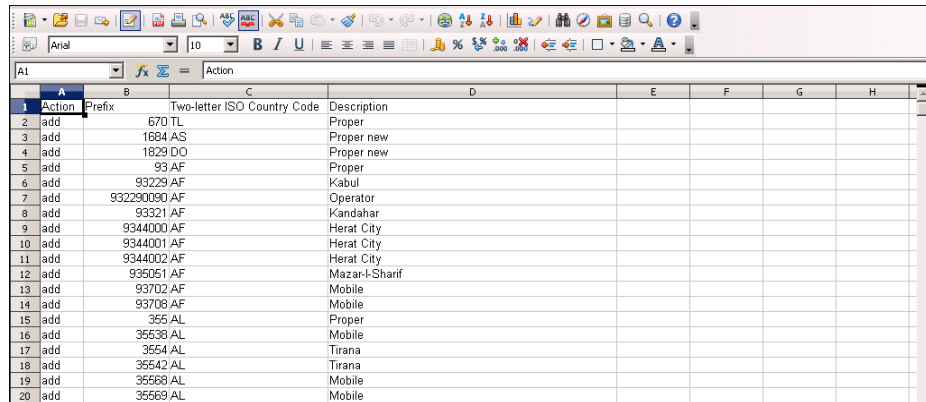 Arial 10 B I U %
A1 = Action
A B C D E F G H
1 Action Prefix Two-letter ISO Country Code Description
2 add 670 TL Proper
3 add 1684 AS Proper new
4 add 1829 DO Proper new
5 add 93 AF Proper
6 add 93229 AF Kabul
7 add 932290090 AF Operator
8 add 93321 AF Kandahar
9 add 9344000 AF Herat City
10 add 9344001 AF Herat City
11 add 9344002 AF Herat City
12 add 935051 AF Mazar-I-Sharif
13 add 93702 AF Mobile
14 add 93708 AF Mobile
15 add 355 AL Proper
16 add 35538 AL Mobile
17 add 3554 AL Tirana
18 add 35542 AL Tirana
19 add 35568 AL Mobile
20 add 35569 AL Mobile